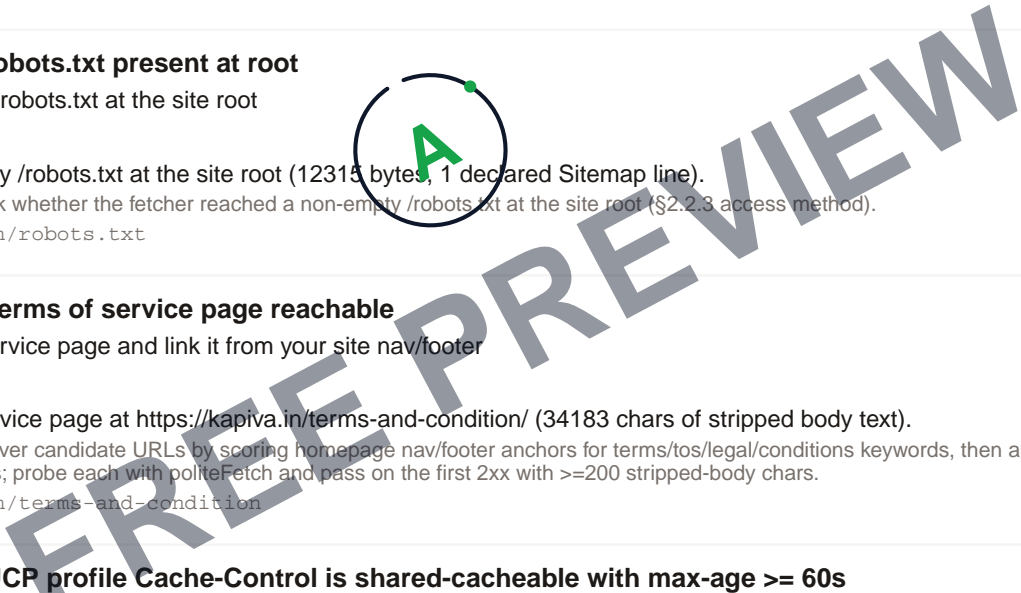 obots.txt present at root
robots.txt at the site root
A
y /robots.txt at the site root (12315 bytes, 1 declared Sitemap line).
k whether the fetcher reached a non-empty /robots.txt at the site root (§2.2.3 access method).
n/robots.txt
erms of service page reachable
rvice page and link it from your site nav/footer
vice page at https://kapiva.in/terms-and-condition/ (34183 chars of stripped body text).
ver candidate URLs by scoring homepage nav/footer anchors for terms/tos/legal/conditions keywords, then a
s; probe each with politeFetch and pass on the first 2xx with >=200 stripped-body chars.
n/terms-and-condition
UCP profile Cache-Control is shared-cacheable with max-age >= 60s
FREE PREVIEW